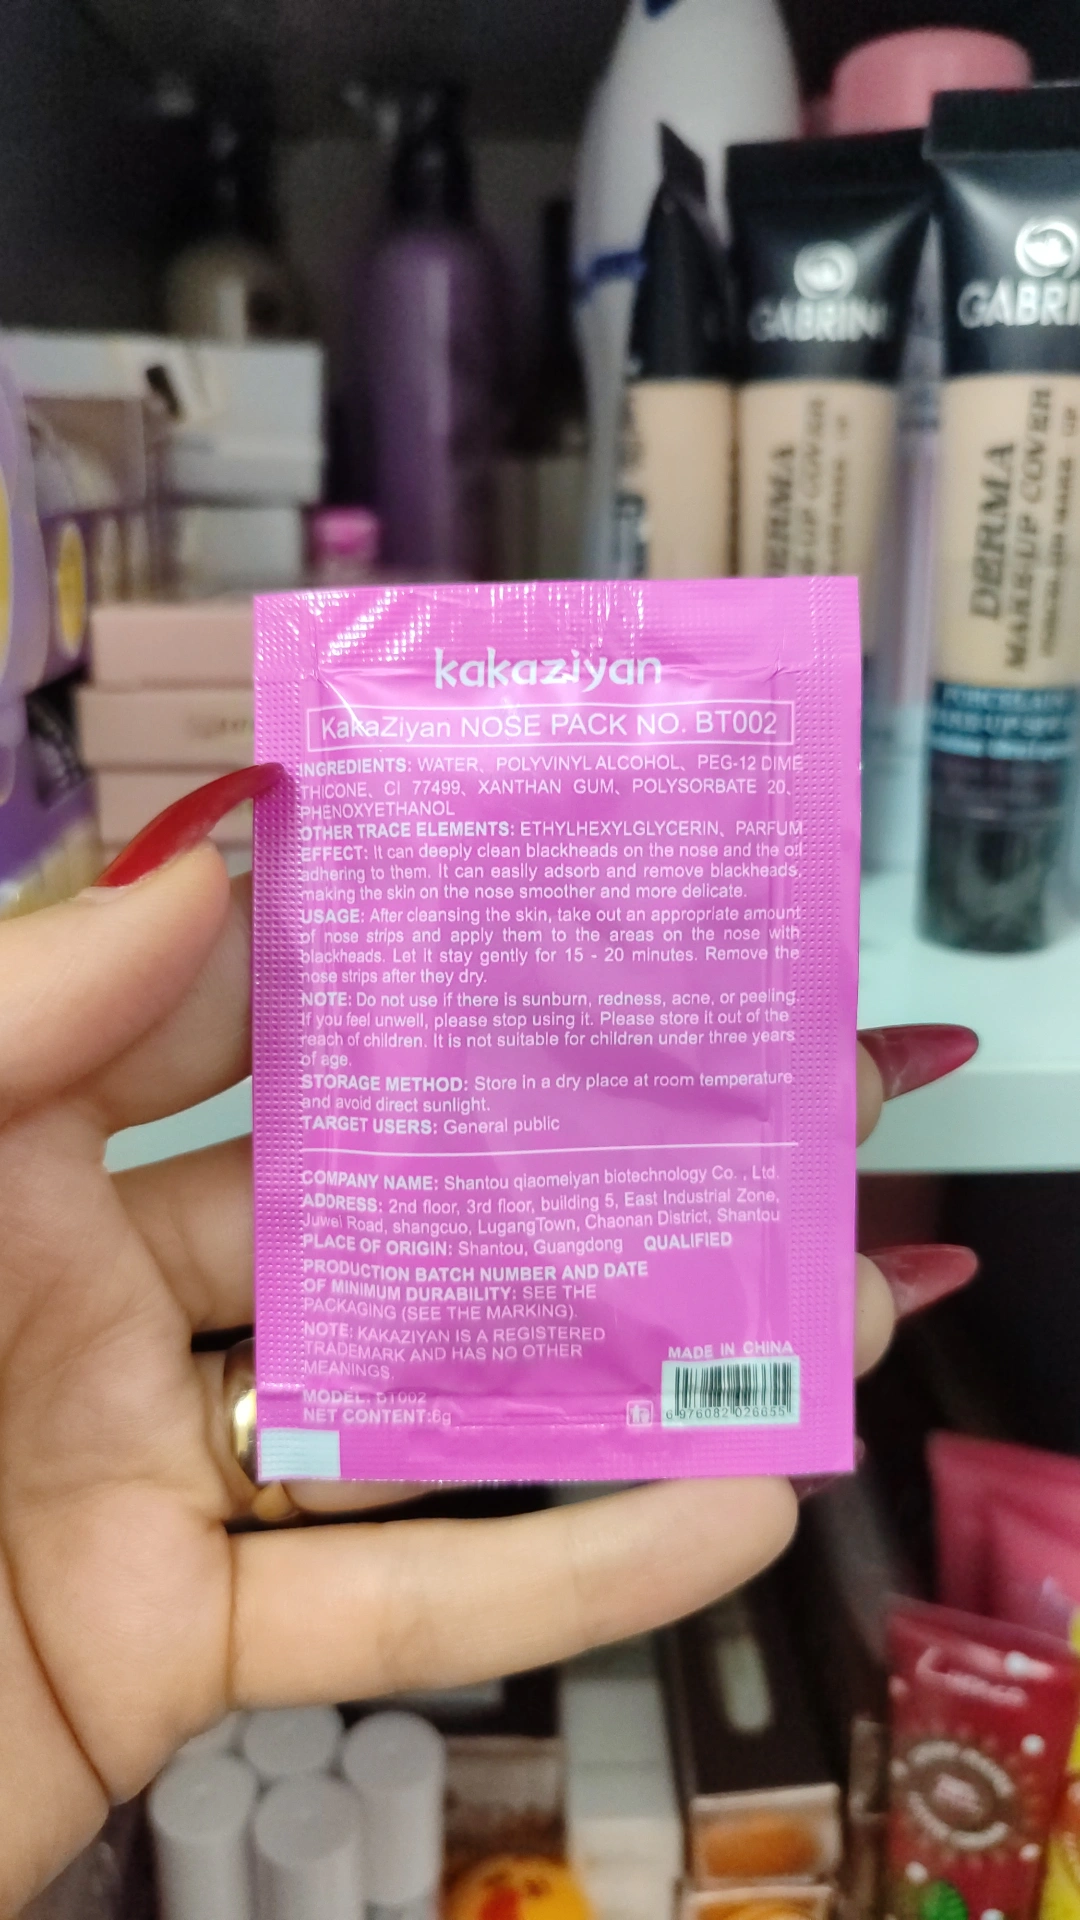 GABRINI
GABRI
DERMA
MAKE-UP COVER
DERMA
MAKE-UP COVER
kakaziyan
KakaZiyan NOSE PACK NO. BT002
INGREDIENTS: WATER、POLYVINYL ALCOHOL、PEG-12 DIME
THICONE、CI 77499、XANTHAN GUM、POLYSORBATE 20、
PHENOXYETHANOL
OTHER TRACE ELEMENTS: ETHYLHEXYLGLYCERIN、PARFUM
EFFECT: It can deeply clean blackheads on the nose and the oil
adhering to them. It can easily adsorb and remove blackheads,
making the skin on the nose smoother and more delicate.
USAGE: After cleansing the skin, take out an appropriate amount
of nose strips and apply them to the areas on the nose with
blackheads. Let it stay gently for 15 - 20 minutes. Remove the
nose strips after they dry.
NOTE: Do not use if there is sunburn, redness, acne, or peeling.
If you feel unwell, please stop using it. Please store it out of the
reach of children. It is not suitable for children under three years
of age.
STORAGE METHOD: Store in a dry place at room temperature
and avoid direct sunlight.
TARGET USERS: General public
COMPANY NAME: Shantou qiaomeiyan biotechnology Co. , Ltd.
ADDRESS: 2nd floor, 3rd floor, building 5, East Industrial Zone,
Juwei Road, shangcuo, LugangTown, Chaonan District, Shantou
PLACE OF ORIGIN: Shantou, Guangdong QUALIFIED
PRODUCTION BATCH NUMBER AND DATE
OF MINIMUM DURABILITY: SEE THE
PACKAGING (SEE THE MARKING).
NOTE: KAKAZIYAN IS A REGISTERED
TRADEMARK AND HAS NO OTHER
MEANINGS.
MADE IN CHINA
MODEL: BT002
NET CONTENT:6g
6 976082 026655